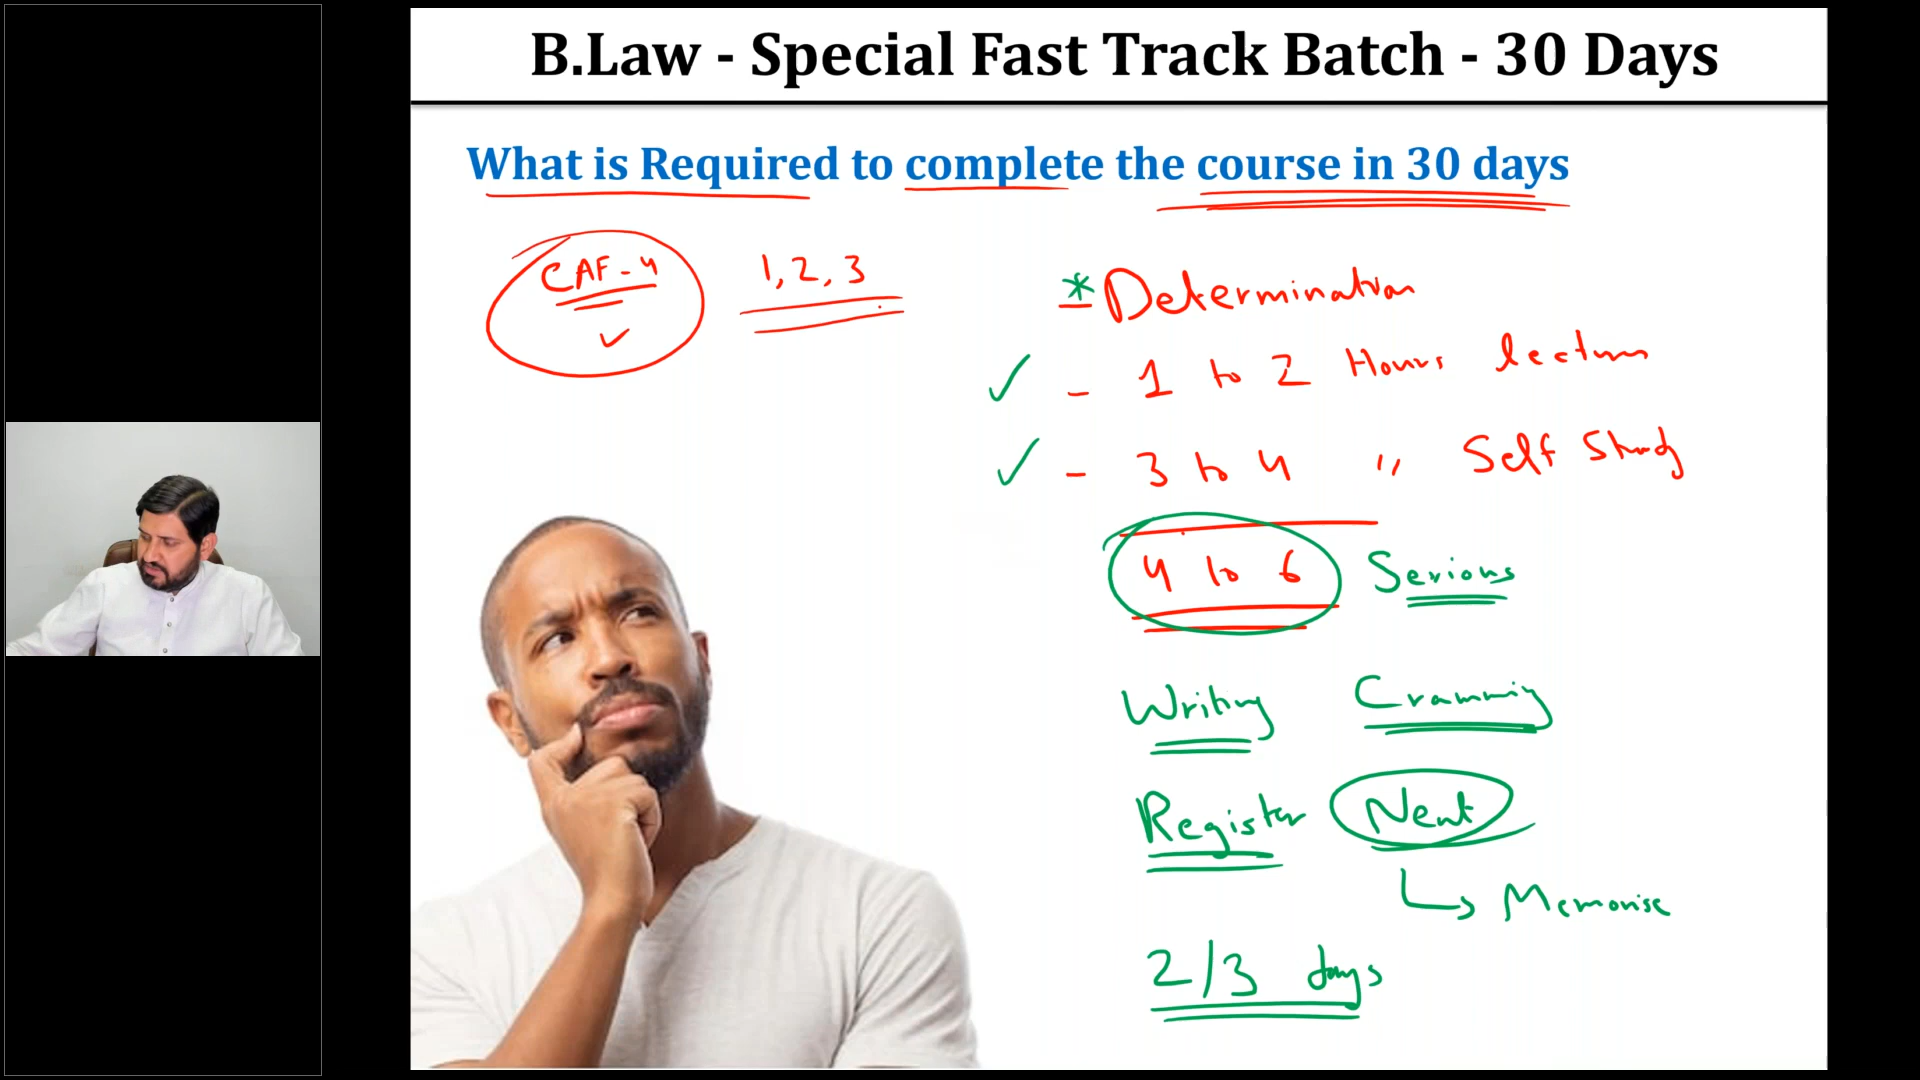 B.Law - Special Fast Track Batch - 30 Days
What is Required to complete the course in 30 days
CAF-4 1, 2, 3
* Determination
- 1 to 2 Hours lecture
- 3 to 4 " Self Study
4 to 6 Serious
Writing Cramming
Register Neat
Memorise
2/3 days